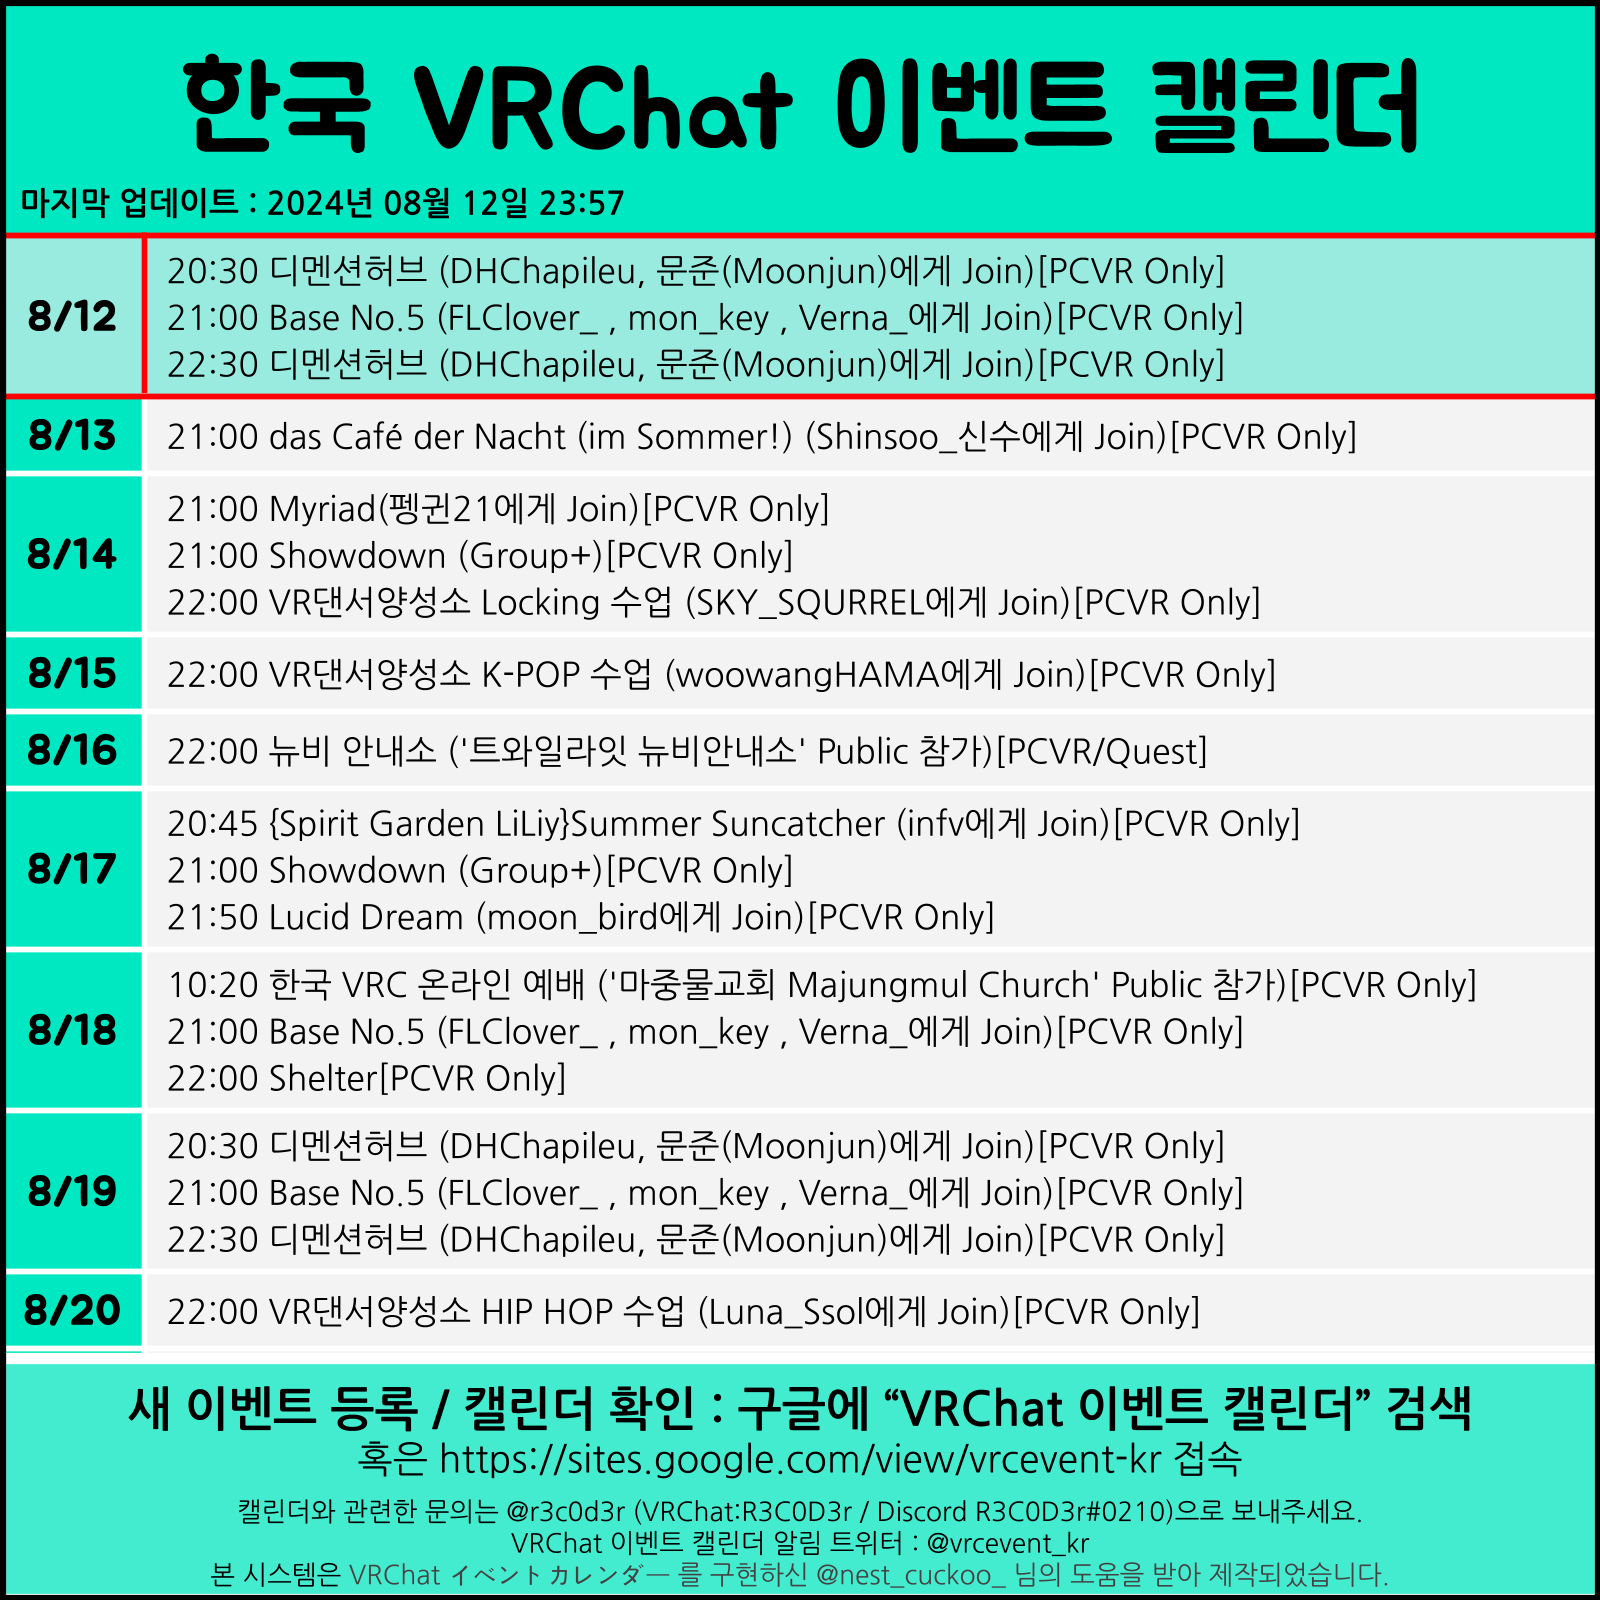 한국 VRChat 이벤트 캘린더
마지막 업데이트 : 2024년 08월 12일 23:57
8/12
20:30 디멘션허브 (DHChapileu, 문준(Moonjun)에게 Join)[PCVR Only]
21:00 Base No.5 (FLClover_ , mon_key , Verna_에게 Join)[PCVR Only]
22:30 디멘션허브 (DHChapileu, 문준(Moonjun)에게 Join)[PCVR Only]
8/13
21:00 das Café der Nacht (im Sommer!) (Shinsoo_신수에게 Join)[PCVR Only]
8/14
21:00 Myriad(펭귄21에게 Join)[PCVR Only]
21:00 Showdown (Group+)[PCVR Only]
22:00 VR댄서양성소 Locking 수업 (SKY_SQURREL에게 Join)[PCVR Only]
8/15
22:00 VR댄서양성소 K-POP 수업 (woowangHAMA에게 Join)[PCVR Only]
8/16
22:00 뉴비 안내소 ('트와일라잇 뉴비안내소' Public 참가)[PCVR/Quest]
8/17
20:45 {Spirit Garden LiLiy}Summer Suncatcher (infv에게 Join)[PCVR Only]
21:00 Showdown (Group+)[PCVR Only]
21:50 Lucid Dream (moon_bird에게 Join)[PCVR Only]
8/18
10:20 한국 VRC 온라인 예배 ('마중물교회 Majungmul Church' Public 참가)[PCVR Only]
21:00 Base No.5 (FLClover_ , mon_key , Verna_에게 Join)[PCVR Only]
22:00 Shelter[PCVR Only]
8/19
20:30 디멘션허브 (DHChapileu, 문준(Moonjun)에게 Join)[PCVR Only]
21:00 Base No.5 (FLClover_ , mon_key , Verna_에게 Join)[PCVR Only]
22:30 디멘션허브 (DHChapileu, 문준(Moonjun)에게 Join)[PCVR Only]
8/20
22:00 VR댄서양성소 HIP HOP 수업 (Luna_Ssol에게 Join)[PCVR Only]
새 이벤트 등록 / 캘린더 확인 : 구글에 “VRChat 이벤트 캘린더” 검색
혹은 https://sites.google.com/view/vrcevent-kr 접속
캘린더와 관련한 문의는 @r3c0d3r (VRChat:R3C0D3r / Discord R3C0D3r#0210)으로 보내주세요.
VRChat 이벤트 캘린더 알림 트위터 : @vrcevent_kr
본 시스템은 VRChat イベントカレンダー 를 구현하신 @nest_cuckoo_ 님의 도움을 받아 제작되었습니다.